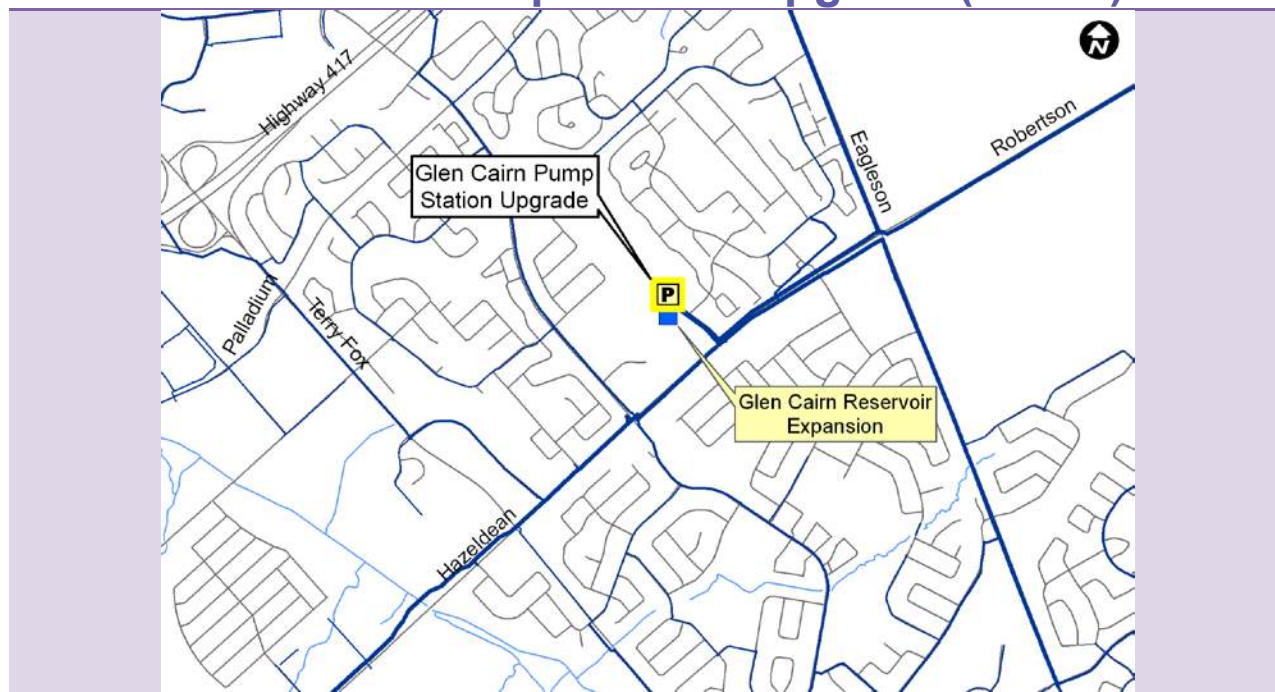 N
Highway 417
Robertson
Eagleson
Glen Cairn Pump
Station Upgrade
P
Palladium
Terry Fox
Glen Cairn Reservoir
Expansion
Hazeldean